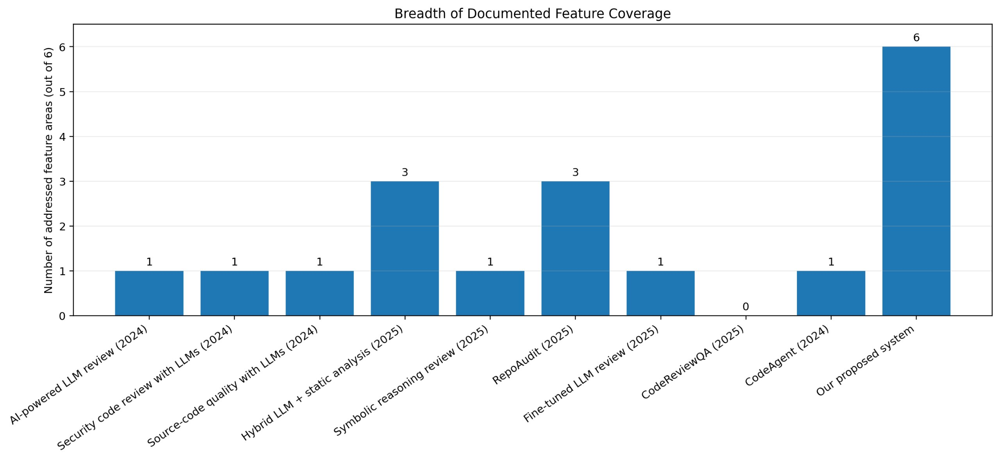 Breadth of Documented Feature Coverage
Number of addressed feature areas (out of 6)
6
5
4
3
2
1
0
1
1
1
3
1
3
1
0
1
6
AI-powered LLM review (2024)
Security code review with LLMs (2024)
Source-code quality with LLMs (2024)
Hybrid LLM + static analysis (2025)
Symbolic reasoning review (2025)
RepoAudit (2025)
Fine-tuned LLM review (2025)
CodeReviewQA (2025)
CodeAgent (2024)
Our proposed system